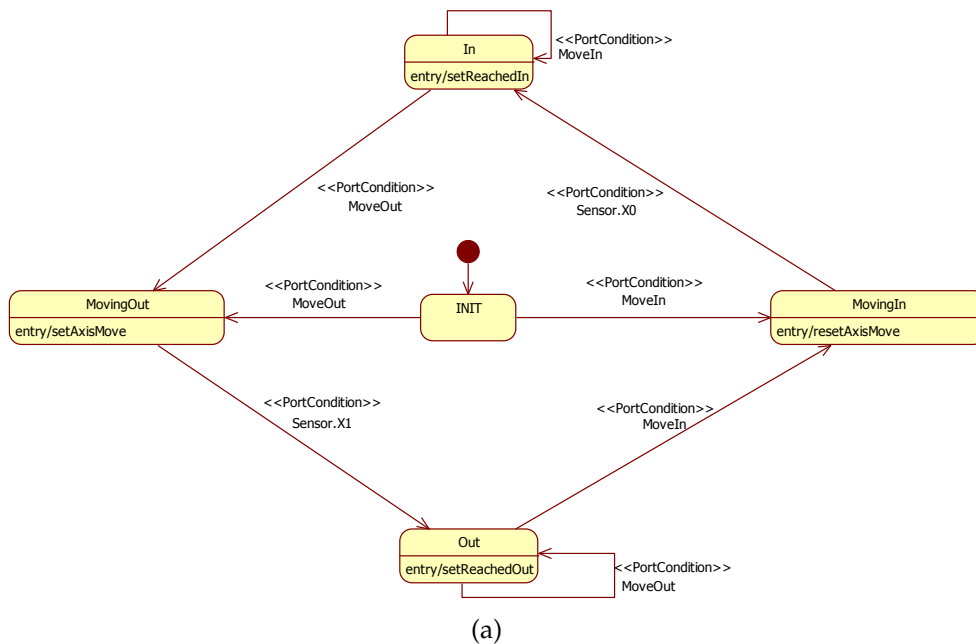 In
entry/setReachedIn
<<PortCondition>>
MoveIn
<<PortCondition>>
MoveOut
<<PortCondition>>
Sensor.X0
MovingOut
entry/setAxisMove
<<PortCondition>>
MoveOut
INIT
<<PortCondition>>
MoveIn
MovingIn
entry/resetAxisMove
<<PortCondition>>
Sensor.X1
<<PortCondition>>
MoveIn
Out
entry/setReachedOut
<<PortCondition>>
MoveOut
(a)